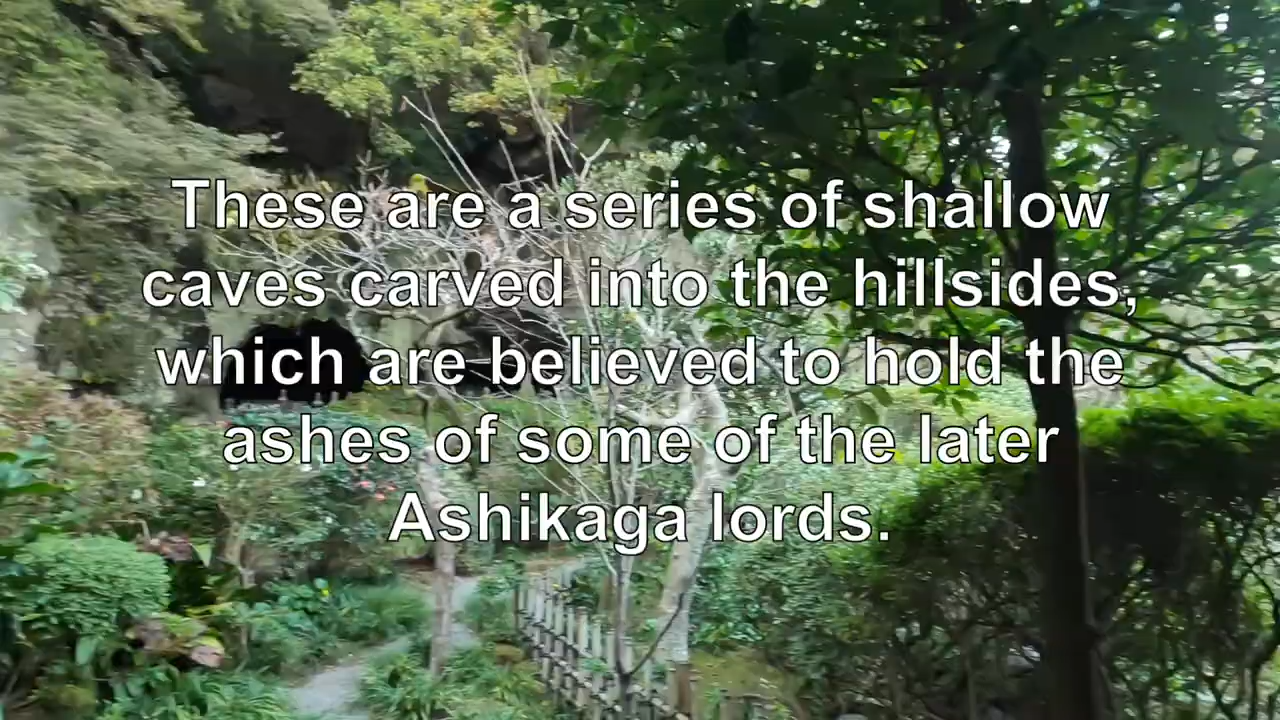 These are a series of shallow
caves carved into the hillsides,
which are believed to hold the
ashes of some of the later
Ashikaga lords.